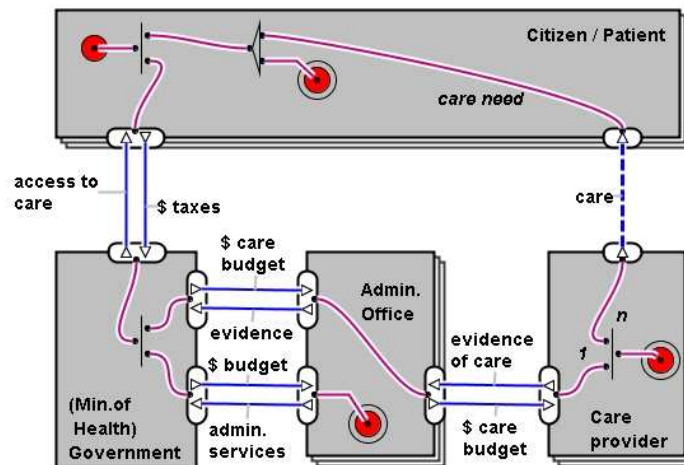 Citizen / Patient
care need
access to
care
$ taxes
care
$ care
budget
evidence
Admin.
Office
$ budget
evidence
of care
n
1
(Min.of
Health)
Government
admin.
services
$ care
budget
Care
provider